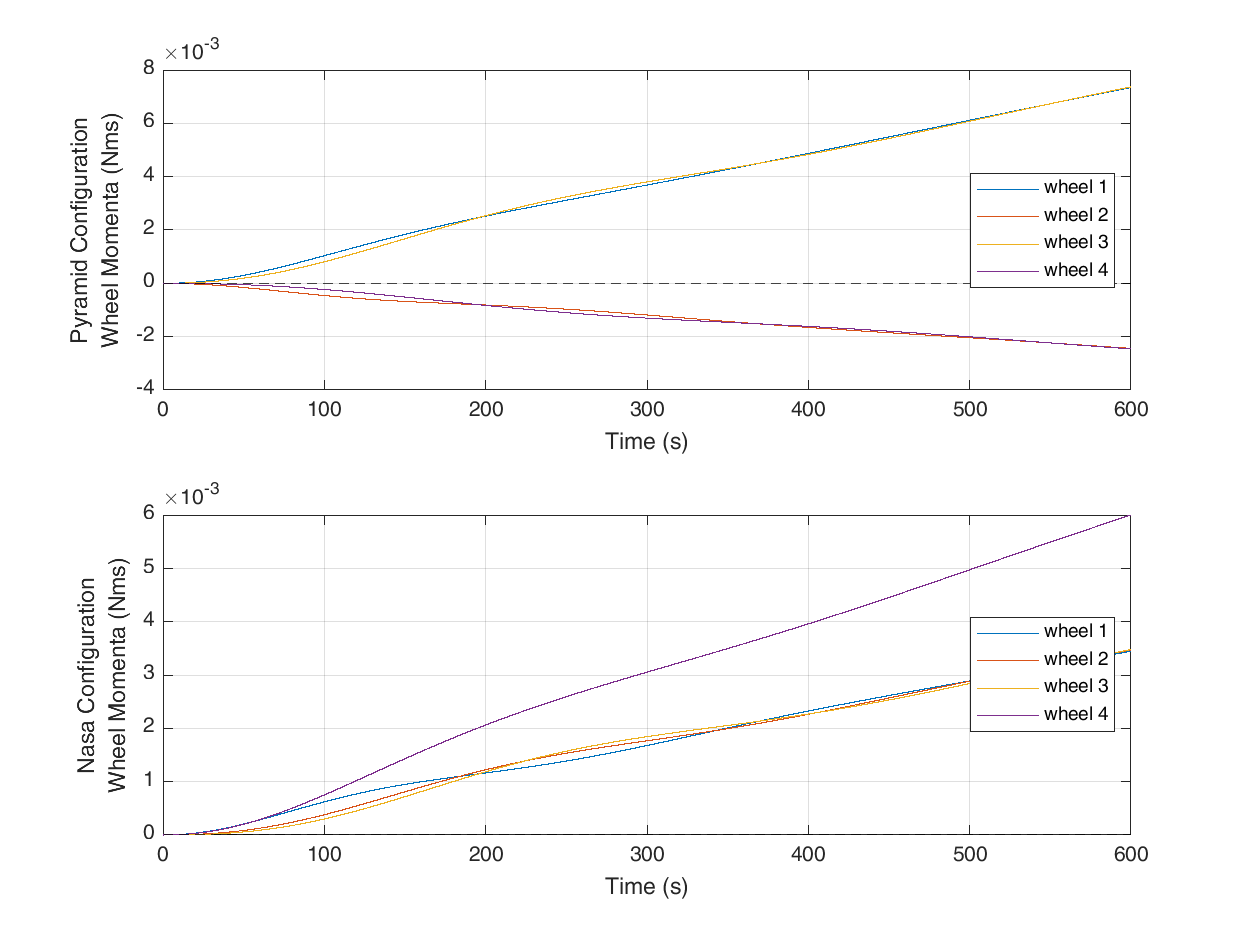 ×10-3
8
6
4
2
0
-2
-4
Pyramid Configuration
Wheel Momenta (Nms)
wheel 1
wheel 2
wheel 3
wheel 4
0 100 200 300 400 500 600
Time (s)
×10-3
6
5
4
3
2
1
0
Nasa Configuration
Wheel Momenta (Nms)
wheel 1
wheel 2
wheel 3
wheel 4
0 100 200 300 400 500 600
Time (s)